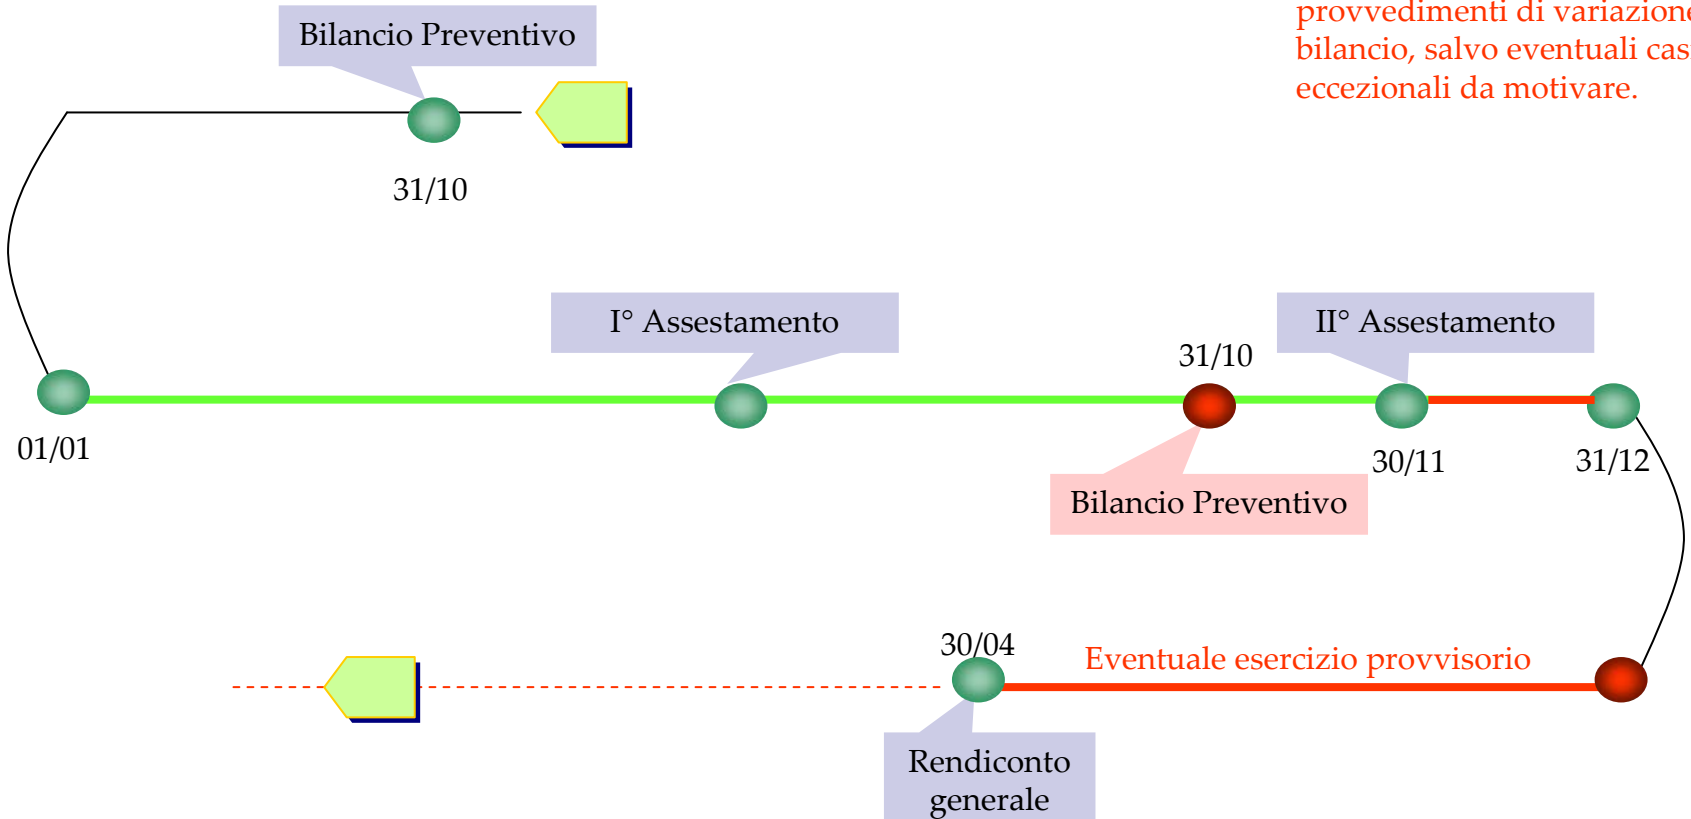 provvedimenti di variazione
bilancio, salvo eventuali
eccezionali da motivare.
Bilancio Preventivo
31/10
I° Assestamento
31/10
II° Assestamento
01/01
30/11
31/12
Bilancio Preventivo
30/04
Eventuale esercizio provvisorio
Rendiconto
generale